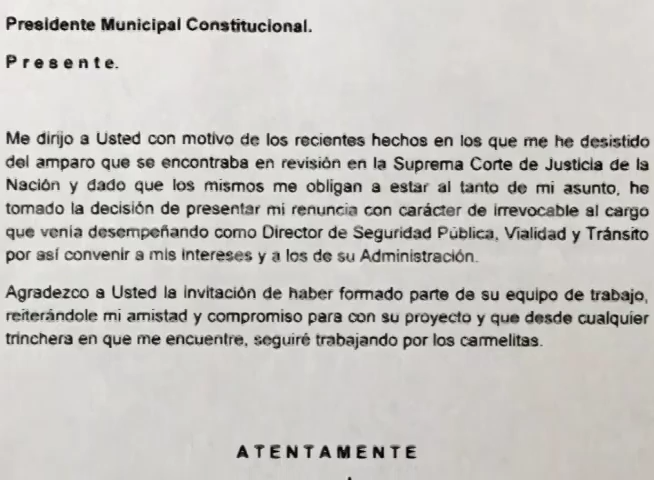 Presidente Municipal Constitucional.
Presente.
Me dirijo a Usted con motivo de los recientes hechos en los que me he desistido
del amparo que se encontraba en revisión en la Suprema Corte de Justicia de la
Nación y dado que los mismos me obligan a estar al tanto de mi asunto, he
tomado la decisión de presentar mi renuncia con carácter de irrevocable al cargo
que venía desempeñando como Director de Seguridad Pública, Vialidad y Tránsito
por así convenir a mis intereses y a los de su Administración.
Agradezco a Usted la invitación de haber formado parte de su equipo de trabajo,
reiterándole mi amistad y compromiso para con su proyecto y que desde cualquier
trinchera en que me encuentre, seguiré trabajando por los carmelitas.
ATENTAMENTE